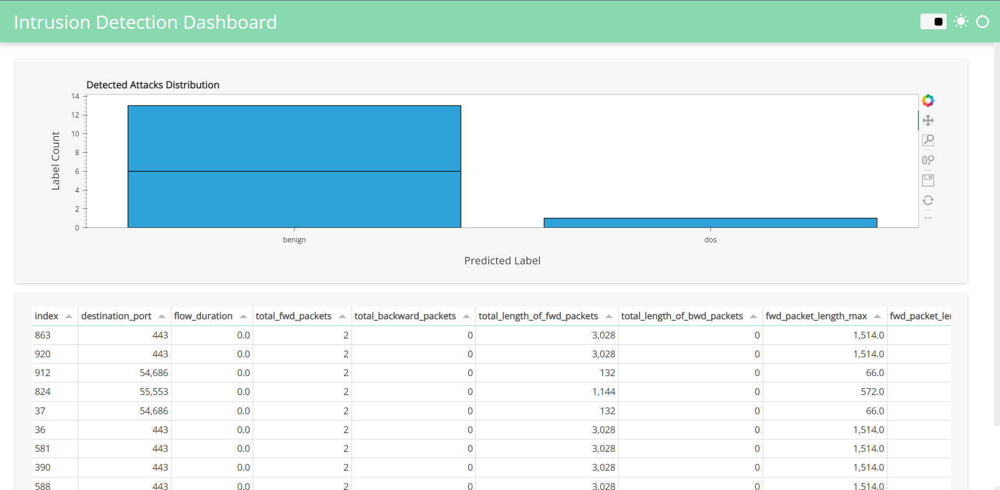 Intrusion Detection Dashboard
Detected Attacks Distribution
14
12
10
8
6
4
2
0
Label Count
benign dos
Predicted Label
index destination_port flow_duration total_fwd_packets total_backward_packets total_length_of_fwd_packets total_length_of_bwd_packets fwd_packet_length_max fwd_packet_le
863 443 0.0 2 0 3,028 0 1,514.0
920 443 0.0 2 0 3,028 0 1,514.0
912 54,686 0.0 2 0 132 0 66.0
824 55,553 0.0 2 0 1,144 0 572.0
37 54,686 0.0 2 0 132 0 66.0
36 443 0.0 2 0 3,028 0 1,514.0
581 443 0.0 2 0 3,028 0 1,514.0
390 443 0.0 2 0 3,028 0 1,514.0
588 443 0.0 2 0 3,028 0 1,514.0